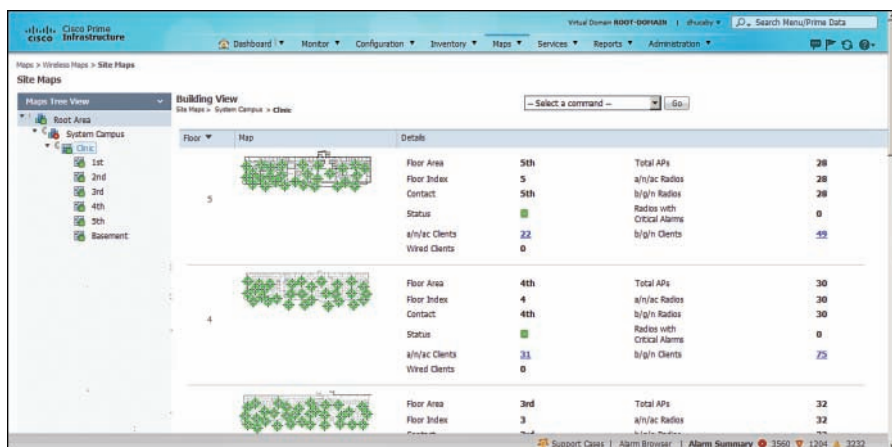 Virtual Domain ROOT-DOMAIN | Search Menu/Prime Data
Cisco Prime
CISCO Infrastructure
Dashboard Monitor Configuration Inventory Maps Services Reports Administration
Maps > Wireless Maps > Site Maps
Site Maps
Maps Tree View
Root Area
System Campus
Clinic
1st
2nd
3rd
4th
5th
Basement
Building View
Site Maps > System Campus > Clinic
-- Select a command -- Go
Floor Map Details
5
Floor Area 5th Total APs 28
Floor Index 5 a/n/ac Radios 28
Contact 5th b/g/n Radios 28
Status Radios with Critical Alarms 0
a/n/ac Clients 22 b/g/n Clients 49
Wired Clients 0
4
Floor Area 4th Total APs 30
Floor Index 4 a/n/ac Radios 30
Contact 4th b/g/n Radios 30
Status Radios with Critical Alarms 0
a/n/ac Clients 31 b/g/n Clients 75
Wired Clients 0
Floor Area 3rd Total APs 32
Floor Index 3 a/n/ac Radios 32
Support Cases | Alarm Browser | Alarm Summary 3560 1204 3232